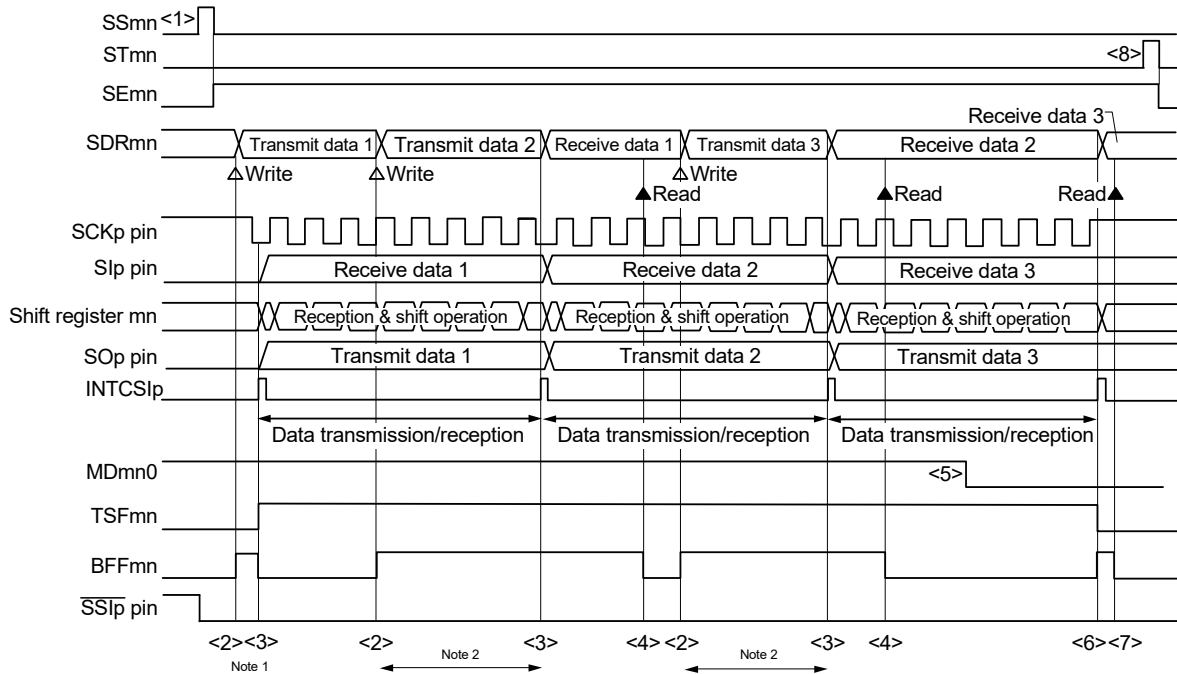 SSmn <1>
STmn <8>
SEmn
Receive data 3
SDRmn Transmit data 1 Transmit data 2 Receive data 1 Transmit data 3 Receive data 2
Write Write Write
Read Read Read
SCKp pin
SIp pin Receive data 1 Receive data 2 Receive data 3
Shift register mn Reception & shift operation Reception & shift operation Reception & shift operation
SOp pin Transmit data 1 Transmit data 2 Transmit data 3
INTCSIp
Data transmission/reception Data transmission/reception Data transmission/reception
MDmn0 <5>
TSFmn
BFFmn
SSIp pin
<2> <3> <2> <3> <4> <2> <3> <4> <6> <7>
Note 1 Note 2 Note 2